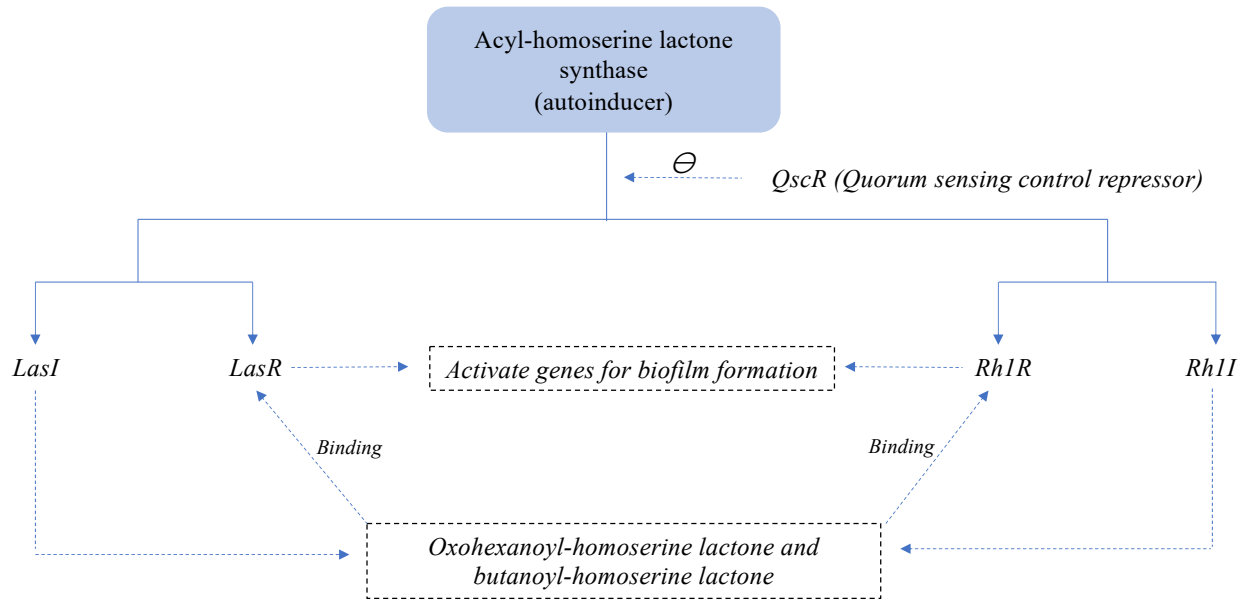 Acyl-homoserine lactone
synthase
(autoinducer)
⊖
QscR (Quorum sensing control repressor)
LasI
LasR
Activate genes for biofilm formation
Rh1R
Rh1I
Binding
Binding
Oxohexanoyl-homoserine lactone and
butanoyl-homoserine lactone